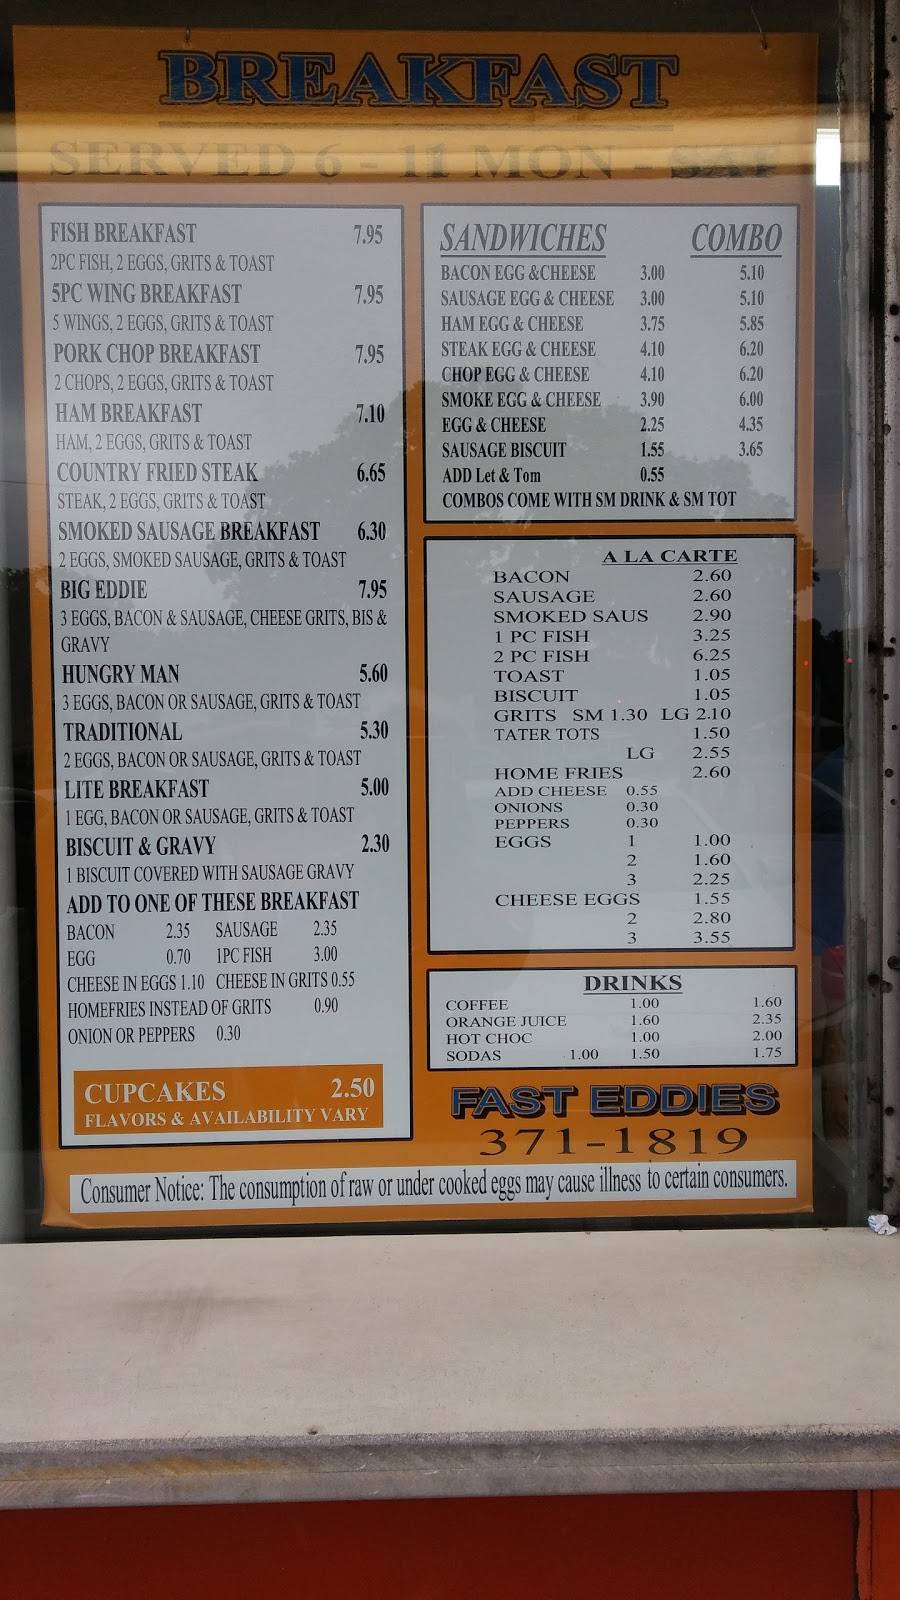 BREAKFAST
SERVED 6 - 11 MON - SAT
FISH BREAKFAST 7.95
2PC FISH, 2 EGGS, GRITS & TOAST
5PC WING BREAKFAST 7.95
5 WINGS, 2 EGGS, GRITS & TOAST
PORK CHOP BREAKFAST 7.95
2 CHOPS, 2 EGGS, GRITS & TOAST
HAM BREAKFAST 7.10
HAM, 2 EGGS, GRITS & TOAST
COUNTRY FRIED STEAK 6.65
STEAK, 2 EGGS, GRITS & TOAST
SMOKED SAUSAGE BREAKFAST 6.30
2 EGGS, SMOKED SAUSAGE, GRITS & TOAST
BIG EDDIE 7.95
3 EGGS, BACON & SAUSAGE, CHEESE GRITS, BIS &
GRAVY
HUNGRY MAN 5.60
3 EGGS, BACON OR SAUSAGE, GRITS & TOAST
TRADITIONAL 5.30
2 EGGS, BACON OR SAUSAGE, GRITS & TOAST
LITE BREAKFAST 5.00
1 EGG, BACON OR SAUSAGE, GRITS & TOAST
BISCUIT & GRAVY 2.30
1 BISCUIT COVERED WITH SAUSAGE GRAVY
ADD TO ONE OF THESE BREAKFAST
BACON 2.35 SAUSAGE 2.35
EGG 0.70 1PC FISH 3.00
CHEESE IN EGGS 1.10 CHEESE IN GRITS 0.55
HOMEFRIES INSTEAD OF GRITS 0.90
ONION OR PEPPERS 0.30
CUPCAKES 2.50
FLAVORS & AVAILABILITY VARY
SANDWICHES COMBO
BACON EGG &CHEESE 3.00 5.10
SAUSAGE EGG & CHEESE 3.00 5.10
HAM EGG & CHEESE 3.75 5.85
STEAK EGG & CHEESE 4.10 6.20
CHOP EGG & CHEESE 4.10 6.20
SMOKE EGG & CHEESE 3.90 6.00
EGG & CHEESE 2.25 4.35
SAUSAGE BISCUIT 1.55 3.65
ADD Let & Tom 0.55
COMBOS COME WITH SM DRINK & SM TOT
A LA CARTE
BACON 2.60
SAUSAGE 2.60
SMOKED SAUS 2.90
1 PC FISH 3.25
2 PC FISH 6.25
TOAST 1.05
BISCUIT 1.05
GRITS SM 1.30 LG 2.10
TATER TOTS 1.50
LG 2.55
HOME FRIES 2.60
ADD CHEESE 0.55
ONIONS 0.30
PEPPERS 0.30
EGGS 1 1.00
2 1.60
3 2.25
CHEESE EGGS 1.55
2 2.80
3 3.55
DRINKS
COFFEE 1.00 1.60
ORANGE JUICE 1.60 2.35
HOT CHOC 1.00 2.00
SODAS 1.00 1.50 1.75
FAST EDDIES
371-1819
Consumer Notice: The consumption of raw or under cooked eggs may cause illness to certain consumers.